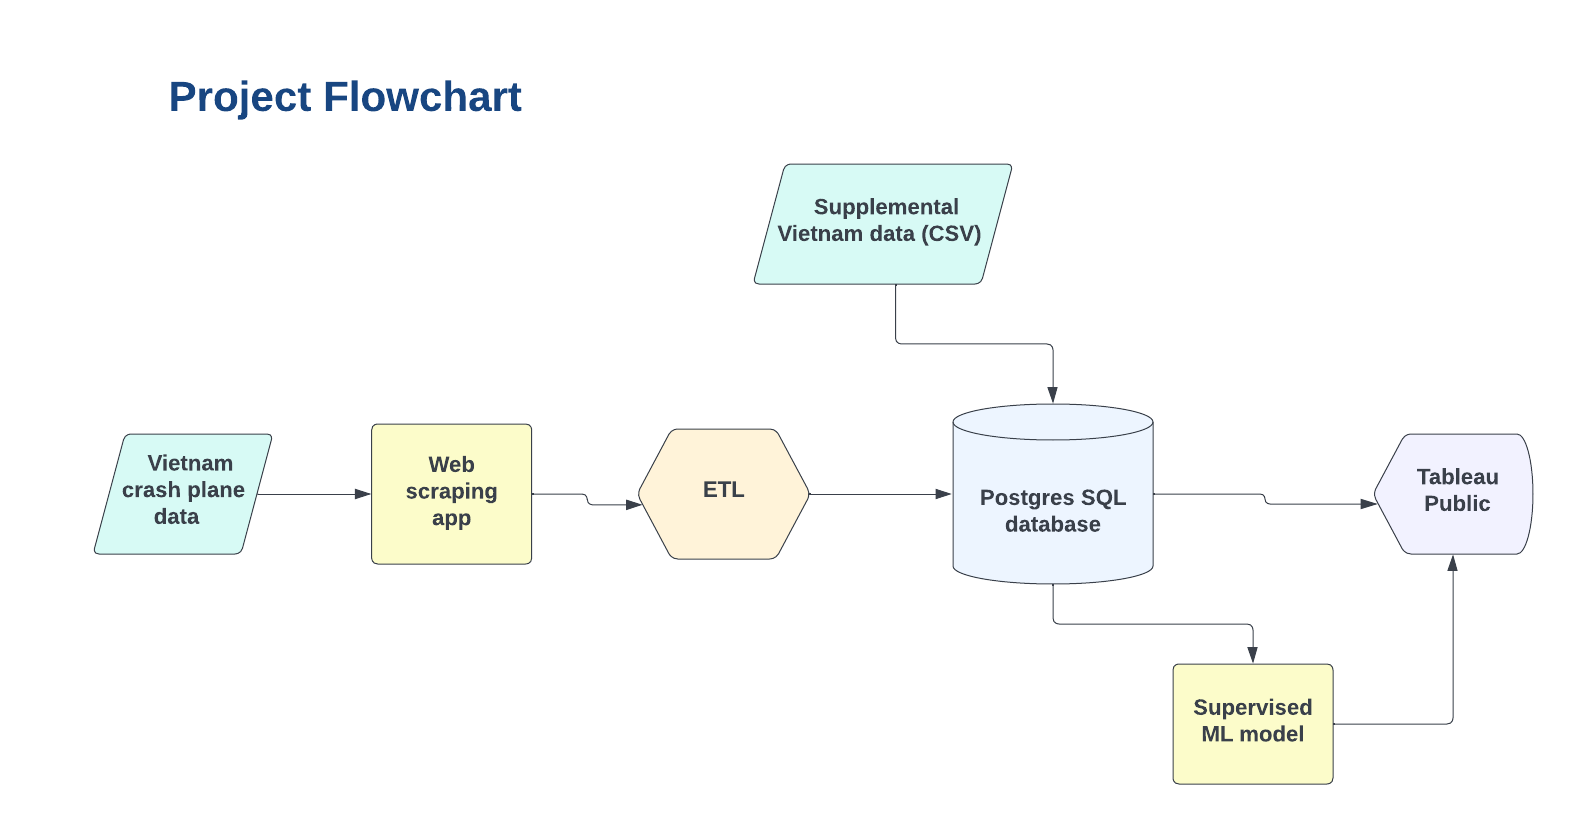 Project Flowchart
Supplemental
Vietnam data (CSV)
Vietnam
crash plane
data
Web
scraping
app
ETL
Postgres SQL
database
Tableau
Public
Supervised
ML model